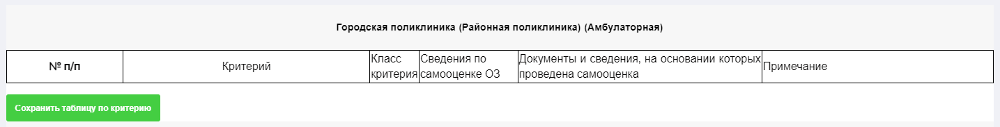 Городская поликлиника (Районная поликлиника) (Амбулаторная)
№ п/п
Критерий
Класс
критерия
Сведения по
самооценке ОЗ
Документы и сведения, на основании которых
проведена самооценка
Примечание
Сохранить таблицу по критерию